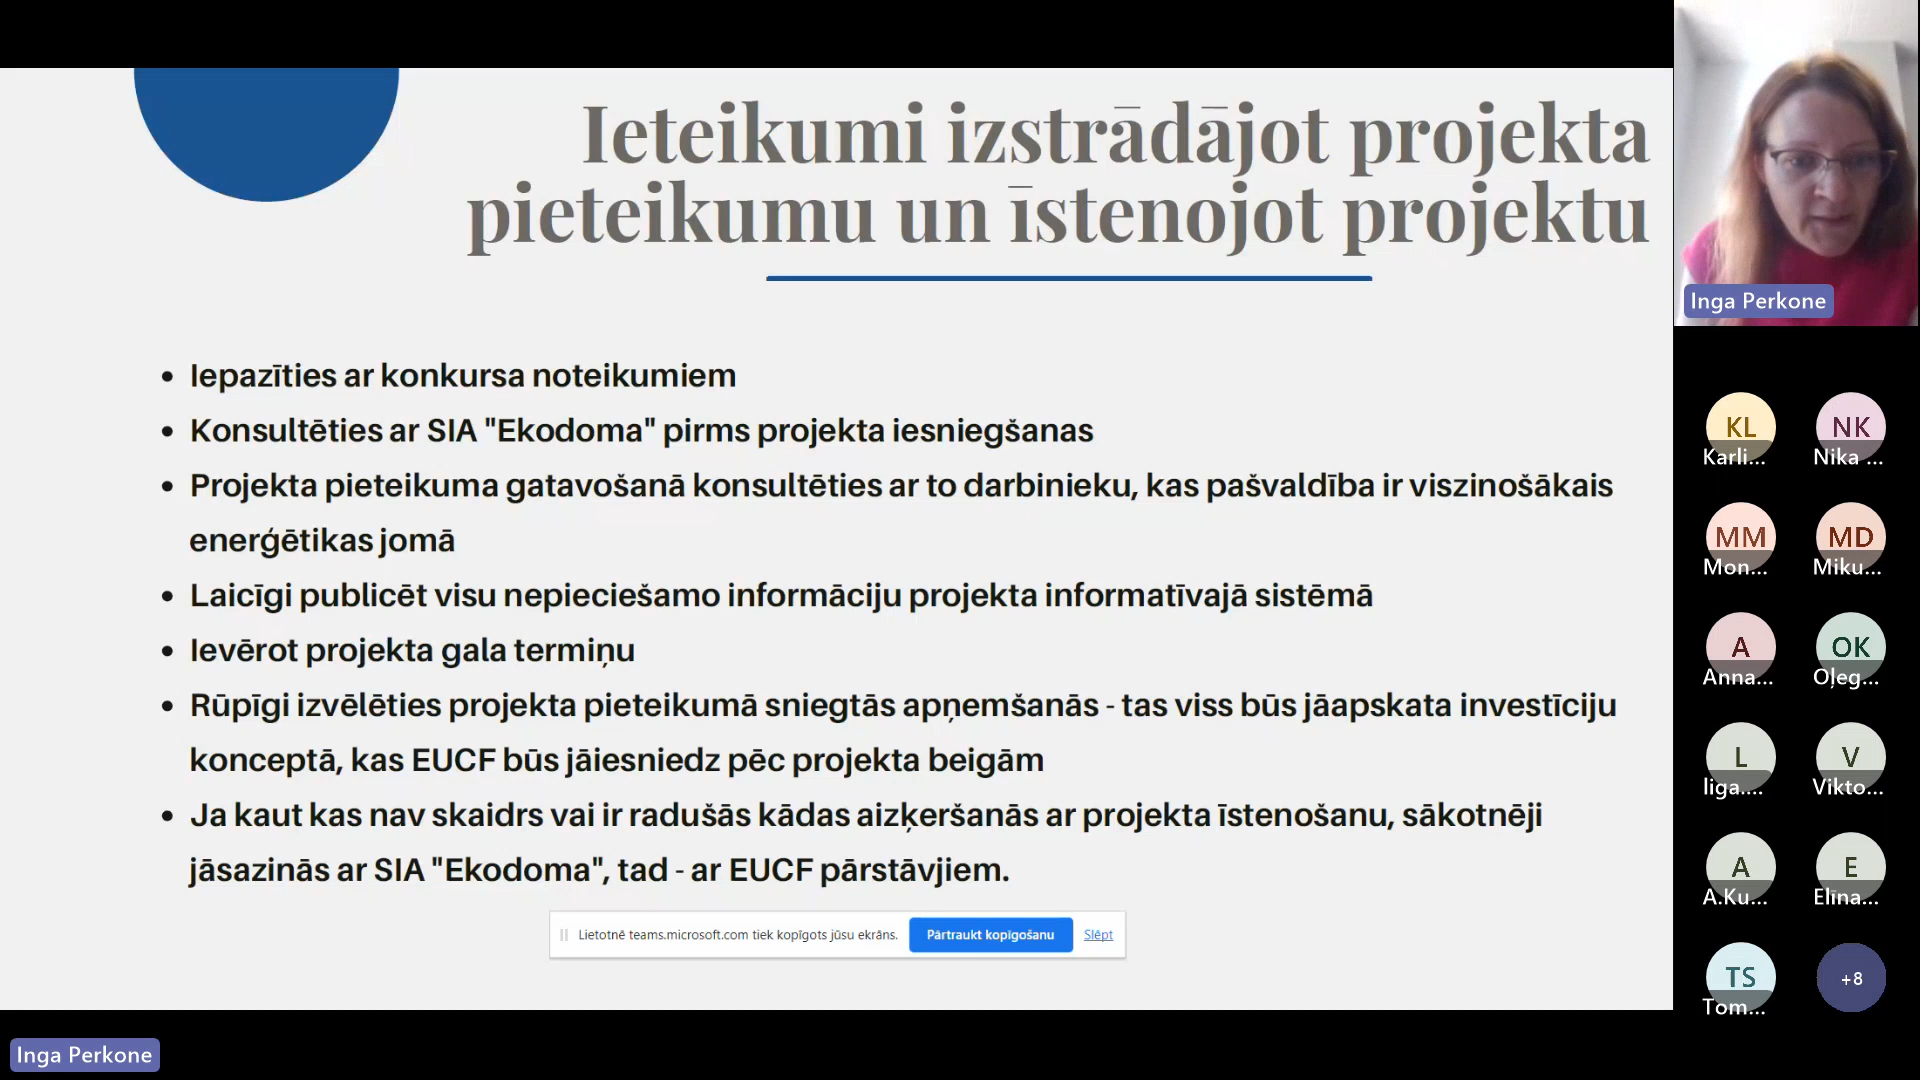 Ieteikumi izstrādājot projekta
pieteikumu un īstenojot projektu
Iepazīties ar konkursa noteikumiem
Konsultēties ar SIA "Ekodoma" pirms projekta iesniegšanas
Projekta pieteikuma gatavošanā konsultēties ar to darbinieku, kas pašvaldība ir viszinošākais
enerģētikas jomā
Laicīgi publicēt visu nepieciešamo informāciju projekta informatīvajā sistēmā
Ievērot projekta gala termiņu
Rūpīgi izvēlēties projekta pieteikumā sniegtās apņemšanās - tas viss būs jāapskata investīciju
konceptā, kas EUCF būs jāiesniedz pēc projekta beigām
Ja kaut kas nav skaidrs vai ir radušās kādas aizķeršanās ar projekta īstenošanu, sākotnēji
jāsazinās ar SIA "Ekodoma", tad - ar EUCF pārstāvjiem.
Lietotnē teams.microsoft.com tiek kopīgots jūsu ekrāns. Pārtraukt kopīgošanu Slēpt
Inga Perkone
KL NK
Karli... Nika ...
MM MD
Mon... Miku...
A OK
Anna... Oļeg...
L V
liga.... Vikto...
A E
A.Ku... Elīna...
TS +8
Tom...
Inga Perkone